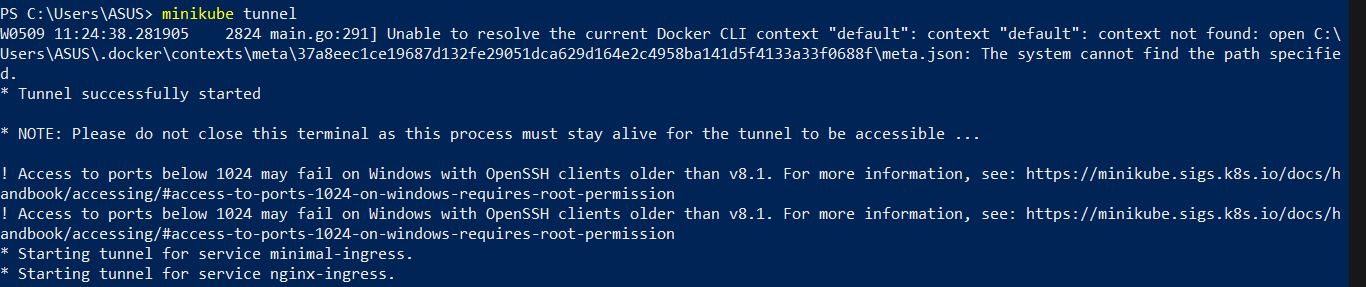 PS C:\Users\ASUS> minikube tunnel
W0509 11:24:38.281905    2824 main.go:291] Unable to resolve the current Docker CLI context "default": context "default": context not found: open C:\
Users\ASUS\.docker\contexts\meta\37a8eec1ce19687d132fe29051dca629d164e2c4958ba141d5f4133a33f0688f\meta.json: The system cannot find the path specifie
d.
* Tunnel successfully started
* NOTE: Please do not close this terminal as this process must stay alive for the tunnel to be accessible ...
! Access to ports below 1024 may fail on Windows with OpenSSH clients older than v8.1. For more information, see: https://minikube.sigs.k8s.io/docs/h
andbook/accessing/#access-to-ports-1024-on-windows-requires-root-permission
! Access to ports below 1024 may fail on Windows with OpenSSH clients older than v8.1. For more information, see: https://minikube.sigs.k8s.io/docs/h
andbook/accessing/#access-to-ports-1024-on-windows-requires-root-permission
* Starting tunnel for service minimal-ingress.
* Starting tunnel for service nginx-ingress.